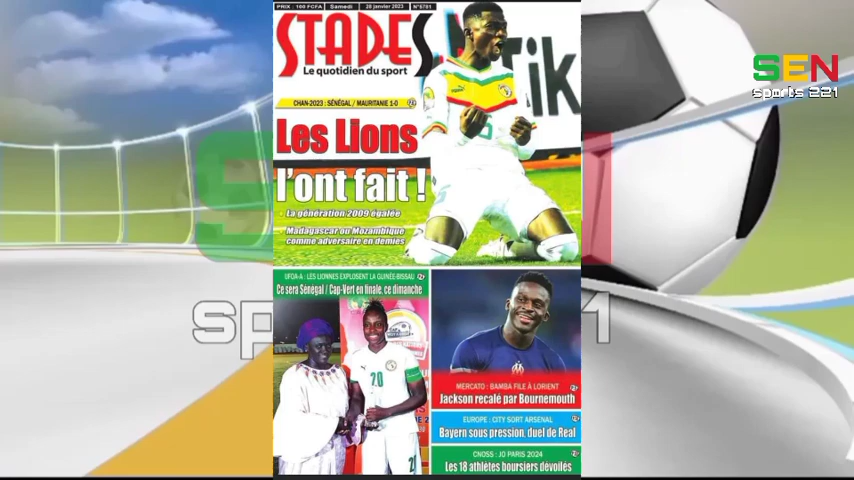 PRIX : 100 FCFA Samedi 28 janvier 2023 N°5781
STADES
Le quotidien du sport
CHAN-2023 : SÉNÉGAL / MAURITANIE 1-0
Les Lions
l'ont fait !
- La génération 2009 égalée
- Madagascar ou Mozambique
comme adversaire en demies
UFOA-A : LES LIONNES EXPLOSENT LA GUINÉE-BISSAU
Ce sera Sénégal / Cap-Vert en finale, ce dimanche
20
MERCATO : BAMBA FILE À LORIENT
Jackson recalé par Bournemouth
EUROPE : CITY SORT ARSENAL
Bayern sous pression, duel de Real
CNOSS : JO PARIS 2024
Les 18 athlètes boursiers dévoilés
SEN
sports 221